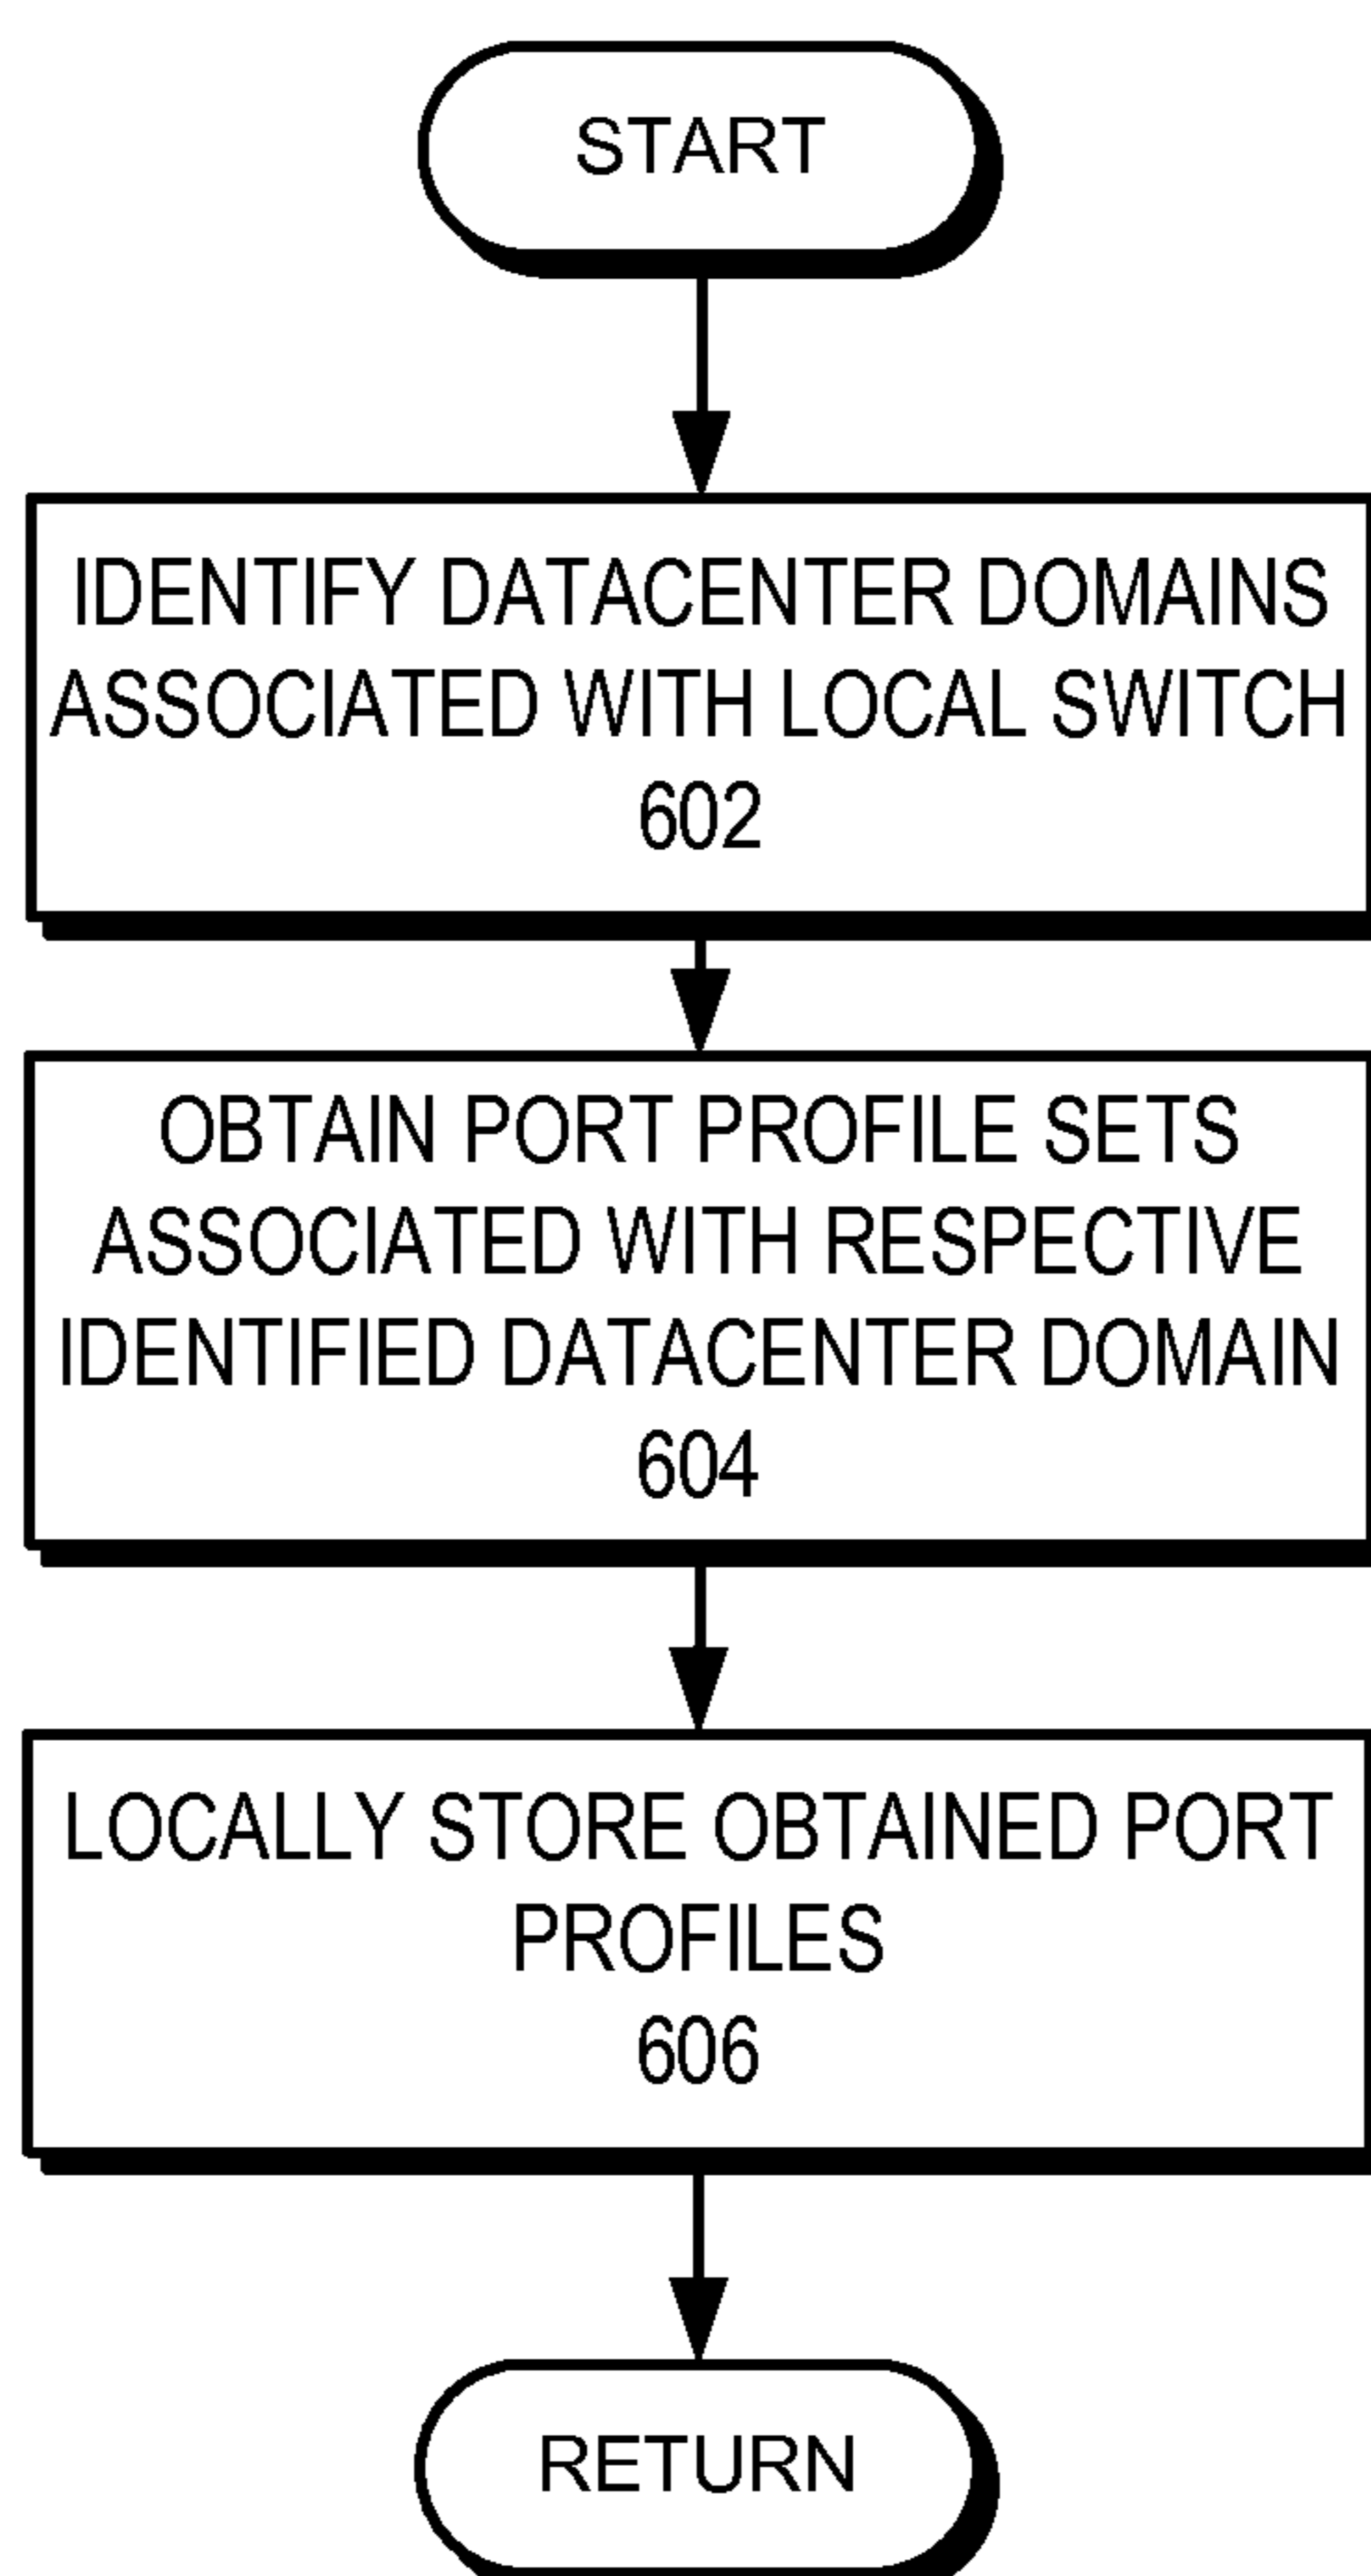 START
IDENTIFY DATACENTER DOMAINS
ASSOCIATED WITH LOCAL SWITCH
602
OBTAIN PORT PROFILE SETS
ASSOCIATED WITH RESPECTIVE
IDENTIFIED DATACENTER DOMAIN
604
LOCALLY STORE OBTAINED PORT
PROFILES
606
RETURN